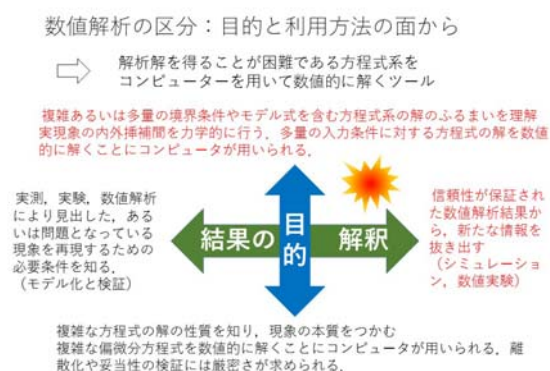 数値解析の区分：目的と利用方法の面から
解析解を得ることが困難である方程式系を
コンピューターを用いて数値的に解くツール
複雑あるいは多量の境界条件やモデル式を含む方程式系の解のふるまいを理解
実現象の内外挿補間を力学的に行う，多量の入力条件に対する方程式の解を数値
的に解くことにコンピュータが用いられる．
実測，実験，数値解析
により見出した，ある
いは問題となっている
現象を再現するための
必要条件を知る．
（モデル化と検証）
結果の
目的
解釈
信頼性が保証され
た数値解析結果か
ら，新たな情報を
抜き出す
（シミュレーショ
ン，数値実験）
複雑な方程式の解の性質を知り，現象の本質をつかむ
複雑な偏微分方程式を数値的に解くことにコンピュータが用いられる．離
散化や妥当性の検証には厳密さが求められる．